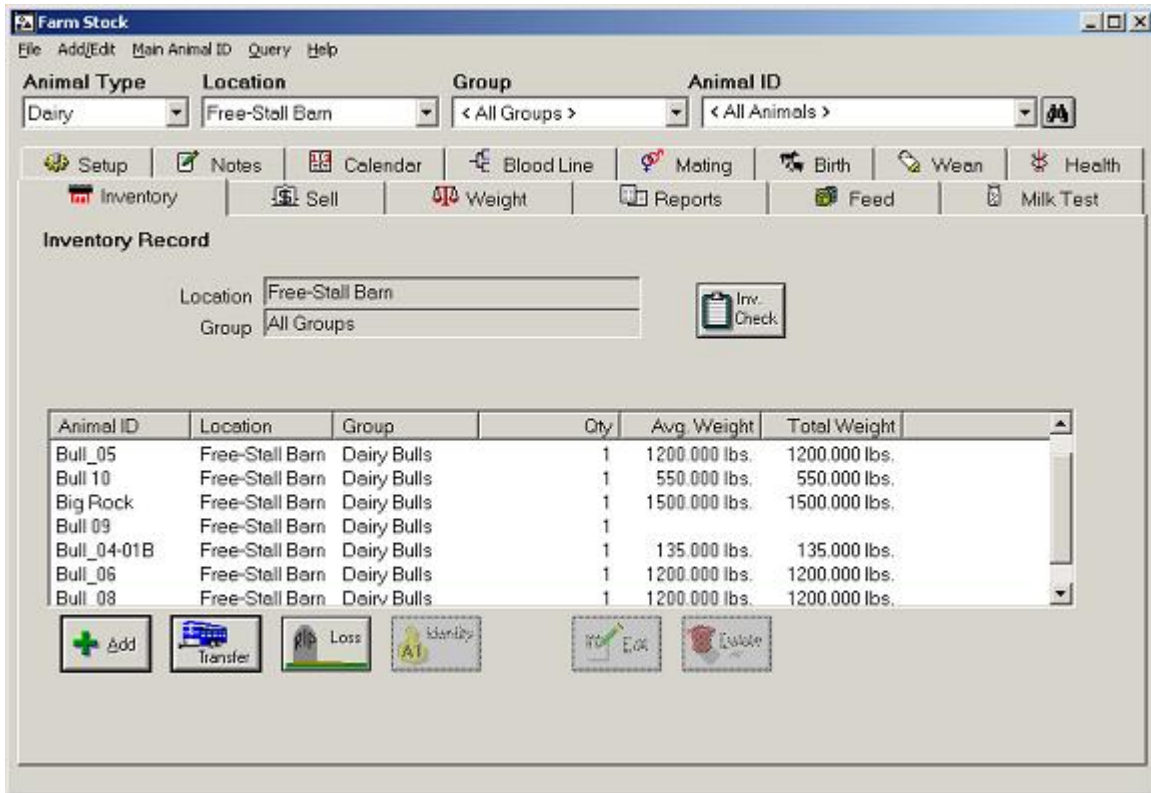 Farm Stock
File Add/Edit Main Animal ID Query Help
Animal Type Location Group Animal ID
Dairy Free-Stall Barn < All Groups > < All Animals >
Setup Notes Calendar Blood Line Mating Birth Wean Health
Inventory Sell Weight Reports Feed Milk Test
Inventory Record
Location Free-Stall Barn
Group All Groups
Inv. Check
Animal ID Location Group Qty Avg. Weight Total Weight
Bull_05 Free-Stall Barn Dairy Bulls 1 1200.000 lbs. 1200.000 lbs.
Bull 10 Free-Stall Barn Dairy Bulls 1 550.000 lbs. 550.000 lbs.
Big Rock Free-Stall Barn Dairy Bulls 1 1500.000 lbs. 1500.000 lbs.
Bull 09 Free-Stall Barn Dairy Bulls 1
Bull_04-01B Free-Stall Barn Dairy Bulls 1 135.000 lbs. 135.000 lbs.
Bull_06 Free-Stall Barn Dairy Bulls 1 1200.000 lbs. 1200.000 lbs.
Bull_08 Free-Stall Barn Dairy Bulls 1 1200.000 lbs. 1200.000 lbs.
Add Transfer rip Loss A1 Identity Edit Delete